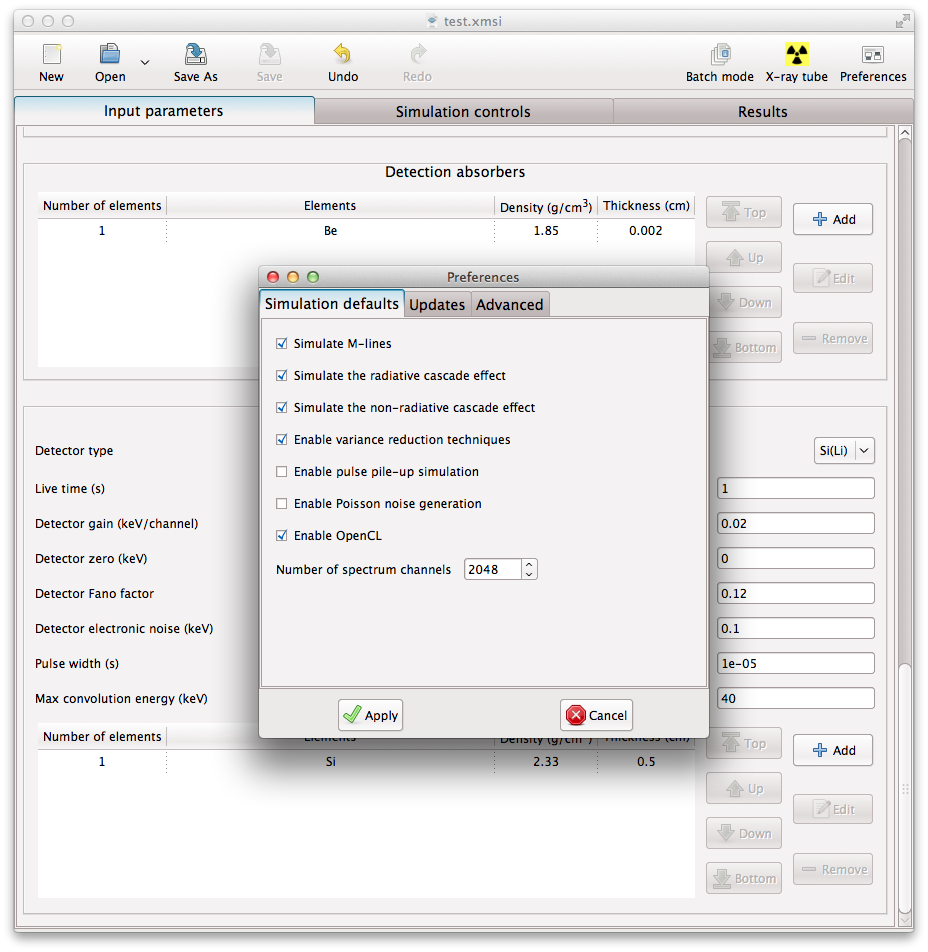 test.xmsi
New Open Save As Save Undo Redo Batch mode X-ray tube Preferences
Input parameters Simulation controls Results
Detection absorbers
Number of elements Elements Density (g/cm³) Thickness (cm)
1 Be 1.85 0.002
Top
Add
Up
Edit
Down
Remove
Bottom
Preferences
Simulation defaults Updates Advanced
Simulate M-lines
Simulate the radiative cascade effect
Simulate the non-radiative cascade effect
Enable variance reduction techniques
Enable pulse pile-up simulation
Enable Poisson noise generation
Enable OpenCL
Number of spectrum channels 2048
Apply Cancel
Detector type Si(Li)
Live time (s) 1
Detector gain (keV/channel) 0.02
Detector zero (keV) 0
Detector Fano factor 0.12
Detector electronic noise (keV) 0.1
Pulse width (s) 1e-05
Max convolution energy (keV) 40
Number of elements Elements Density (g/cm³) Thickness (cm)
1 Si 2.33 0.5
Top
Add
Up
Edit
Down
Remove
Bottom